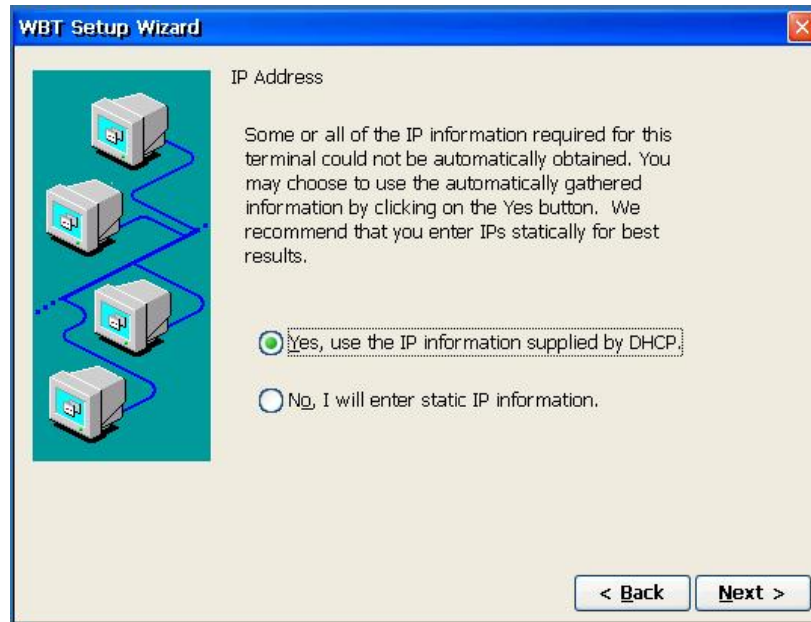 WBT Setup Wizard
IP Address
Some or all of the IP information required for this
terminal could not be automatically obtained. You
may choose to use the automatically gathered
information by clicking on the Yes button. We
recommend that you enter IPs statically for best
results.
Yes, use the IP information supplied by DHCP.
No, I will enter static IP information.
< Back Next >